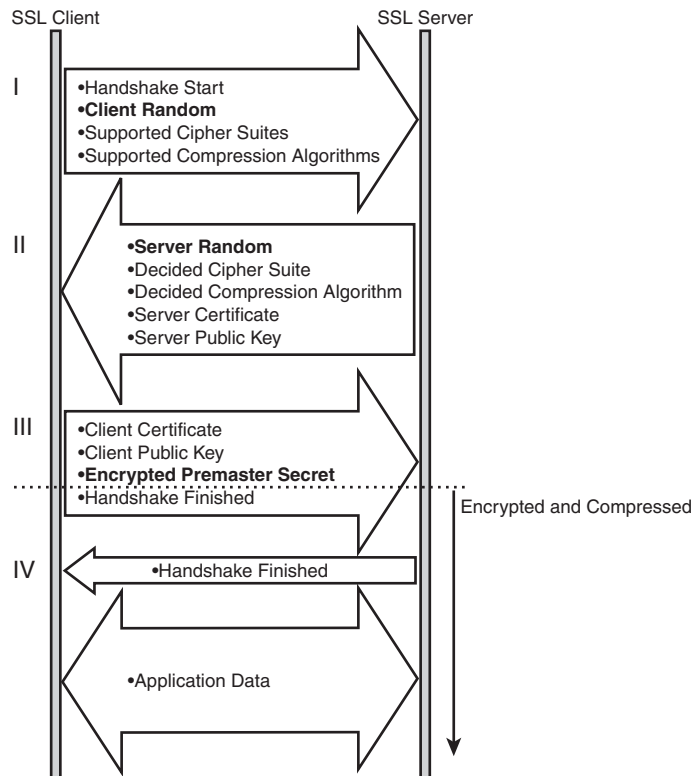 SSL Client
SSL Server
I
•Handshake Start
•Client Random
•Supported Cipher Suites
•Supported Compression Algorithms
II
•Server Random
•Decided Cipher Suite
•Decided Compression Algorithm
•Server Certificate
•Server Public Key
III
•Client Certificate
•Client Public Key
•Encrypted Premaster Secret
•Handshake Finished
Encrypted and Compressed
IV
•Handshake Finished
•Application Data